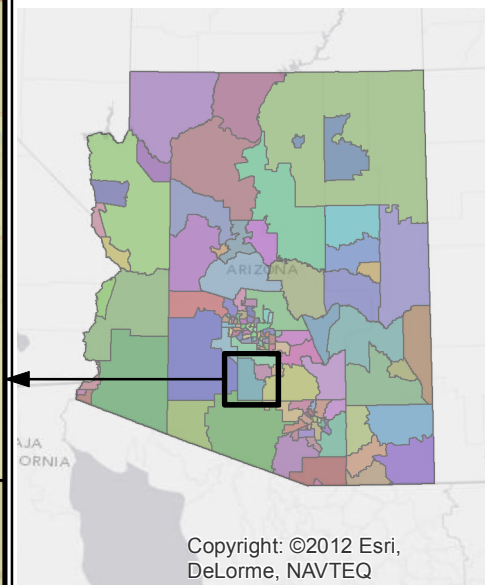 ARIZONA
AJA
ORNIA
Copyright: ©2012 Esri,
DeLorme, NAVTEQ